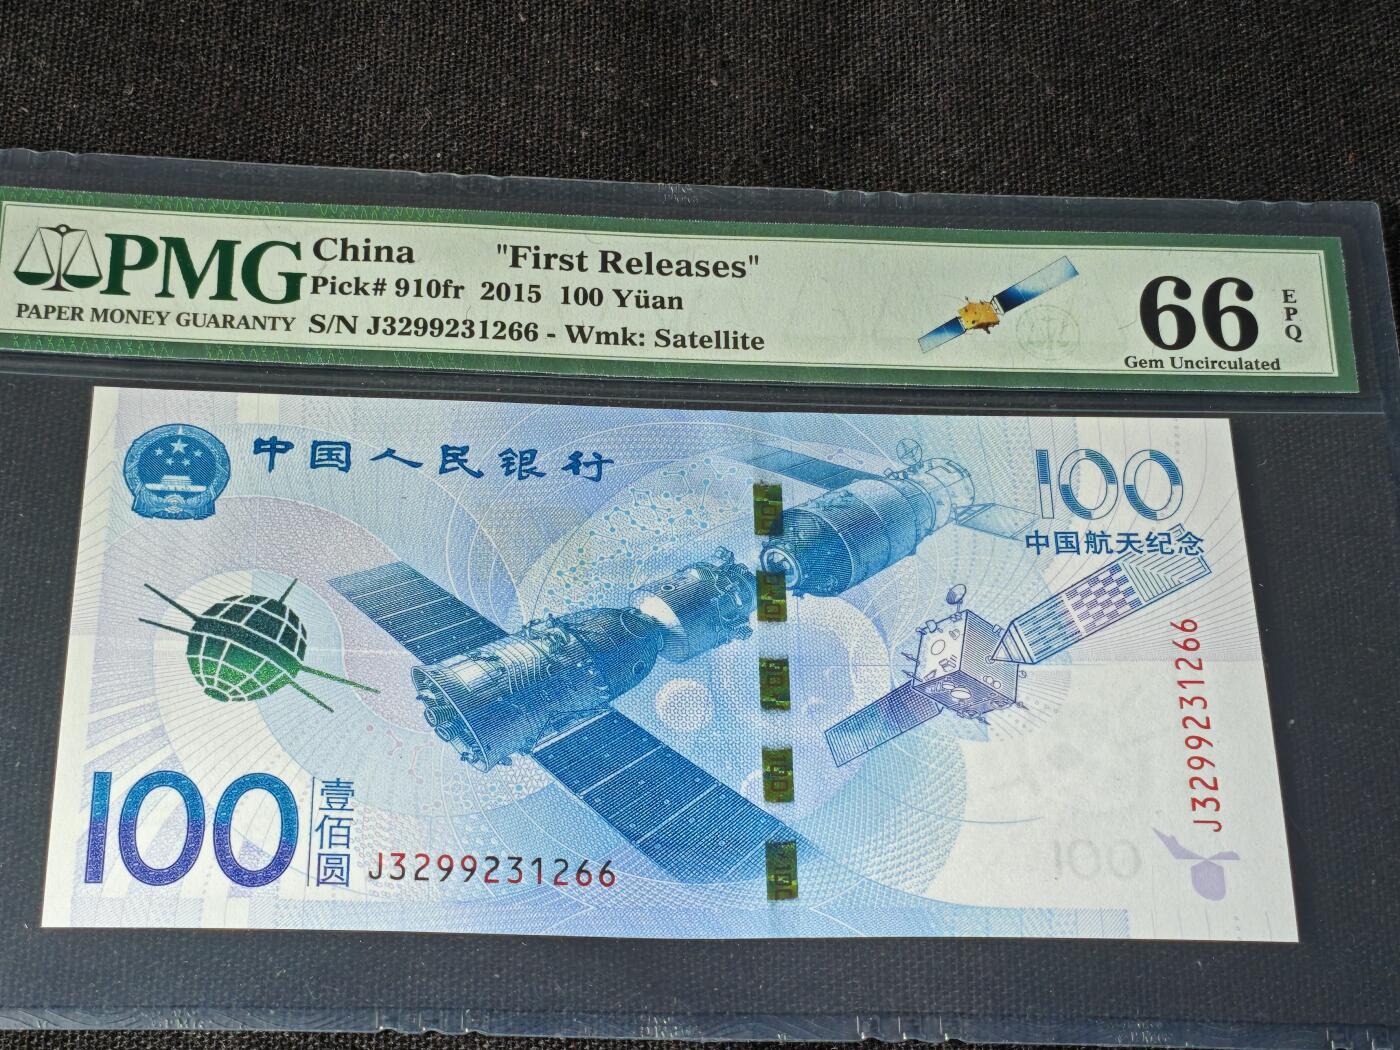 PMG
PAPER MONEY GUARANTY
China "First Releases"
Pick# 910fr 2015 100 Yüan
S/N J3299231266 - Wmk: Satellite
66
EPQ
Gem Uncirculated
中国人民银行
100
中国航天纪念
J3299231266
100
壹佰圆
J3299231266
001